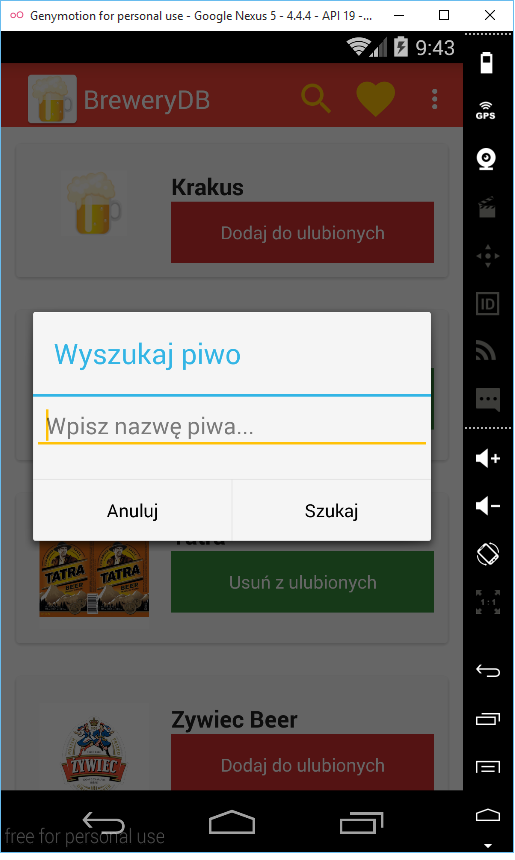 Genymotion for personal use - Google Nexus 5 - 4.4.4 - API 19 -...
9:43
BreweryDB
GPS
Krakus
Dodaj do ulubionych
ID
Wyszukaj piwo
Wpisz nazwę piwa...
Anuluj
Szukaj
Tatra
TATRA TATRA
BEER BEER
Usuń z ulubionych
1:1
Zywiec Beer
ŻYWIEC
Dodaj do ulubionych
free for personal use